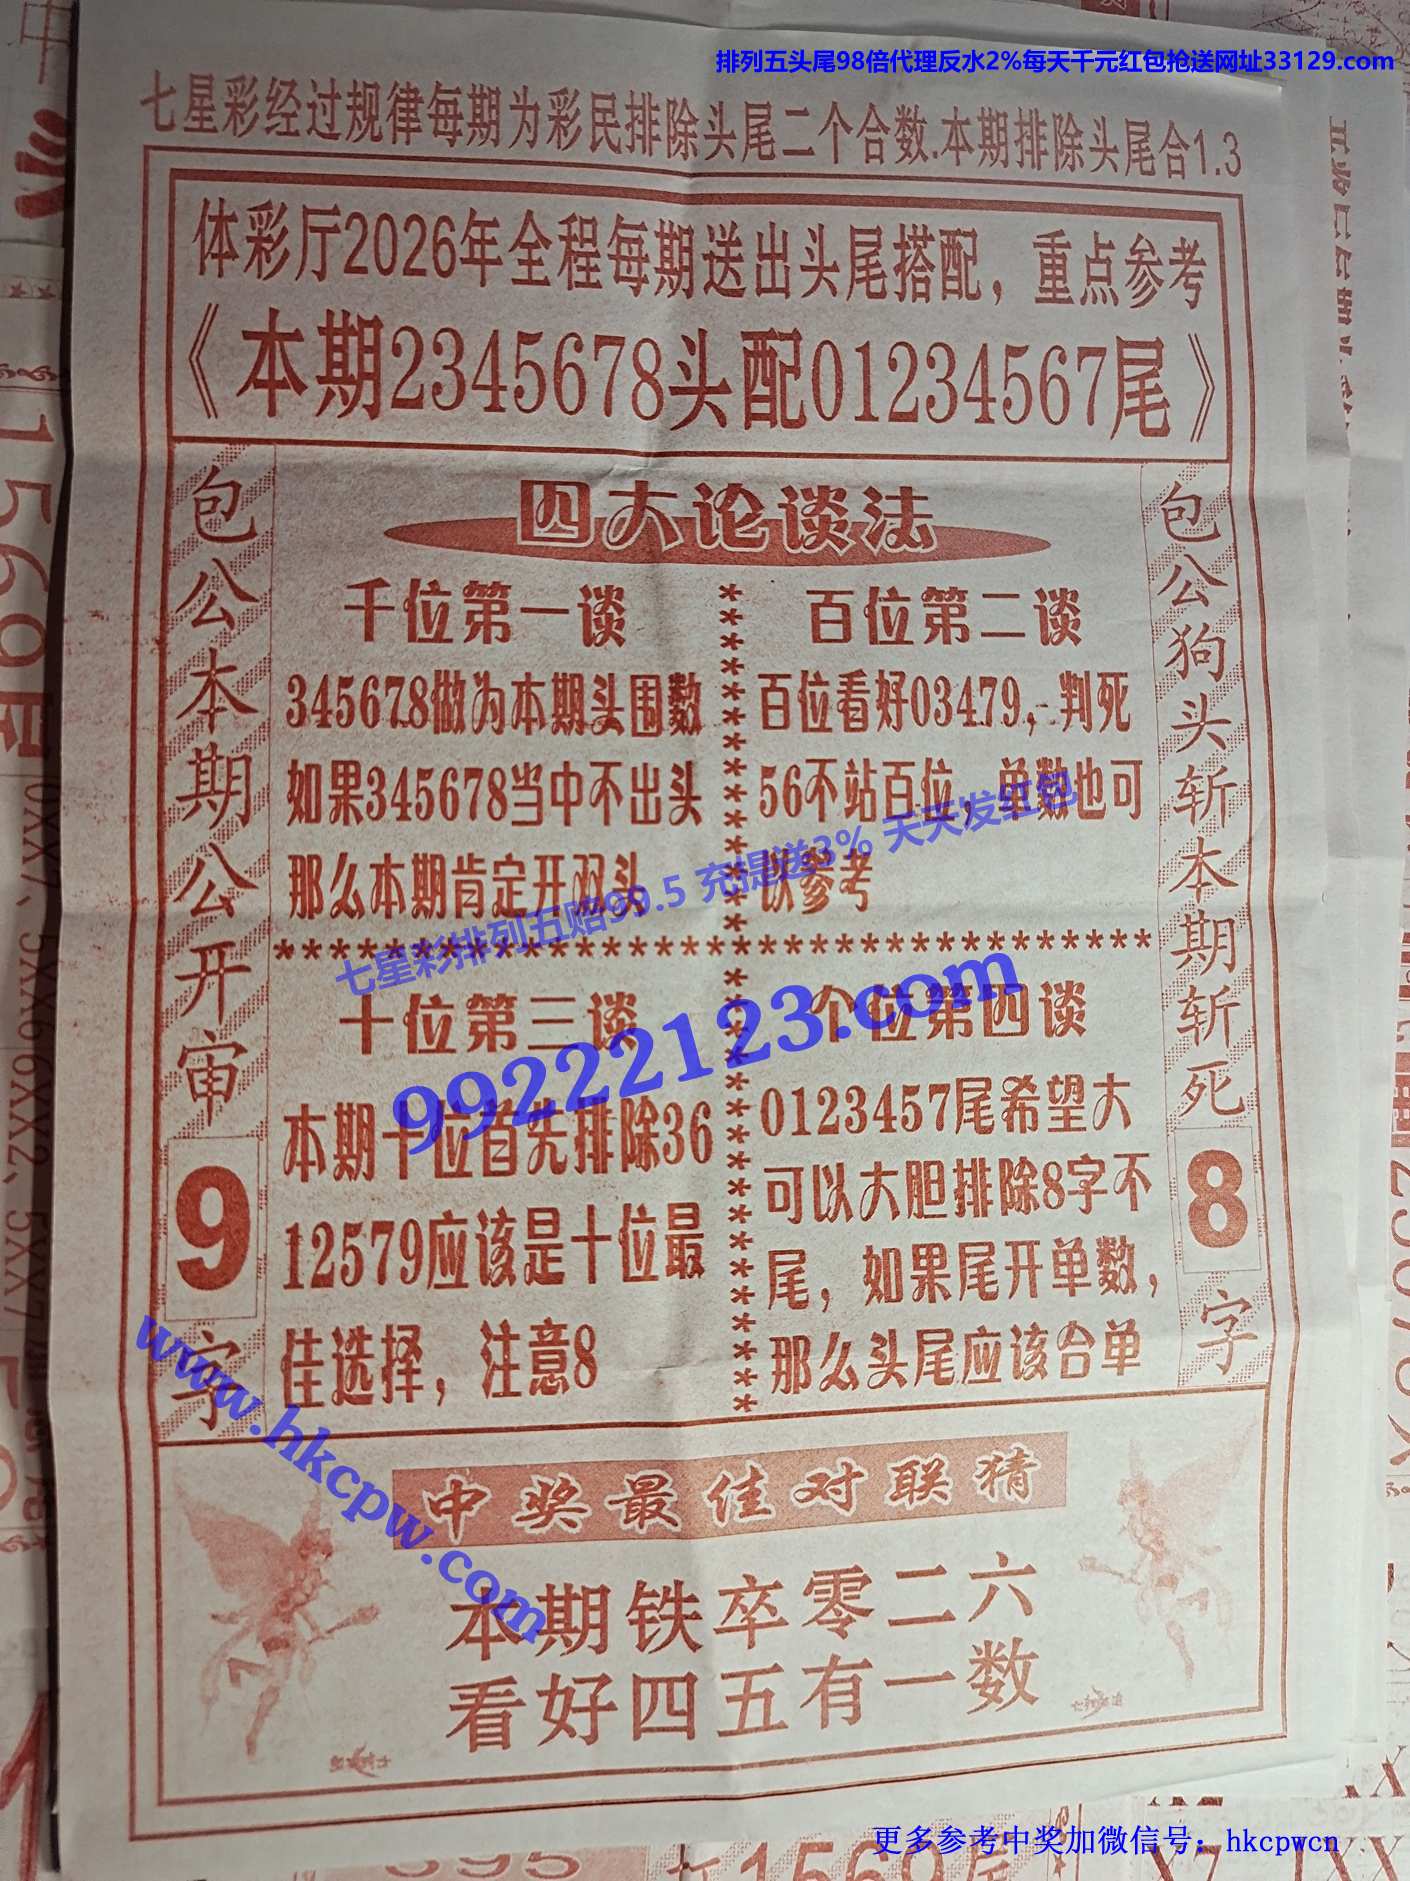 排列五头尾98倍代理反水2%每天千元红包抢送网址33129.com
七星彩经过规律每期为彩民排除头尾二个合数.本期排除头尾合1.3
体彩厅2026年全程每期送出头尾搭配，重点参考
《本期2345678头配01234567尾》
包公本期公开审9字
四大论谈法
千位第一谈
345678做为本期头围数
如果345678当中不出头
那么本期肯定开双头
百位第二谈
百位看好03479，判死
56不站百位，单数也可
以参考
********************************
七星彩排列五赔99.5 充提送3% 天天发红包
99222123.com
十位第三谈
本期十位首先排除36
12579应该是十位最
佳选择，注意8
个位第四谈
0123457尾希望大
可以大胆排除8字不
尾，如果尾开单数，
那么头尾应该合单
包公狗头斩本期斩死8字
www.hkcpw.com
中奖最佳对联猜
本期铁卒零二六
看好四五有一数
更多参考中奖加微信号：hkcpwcn